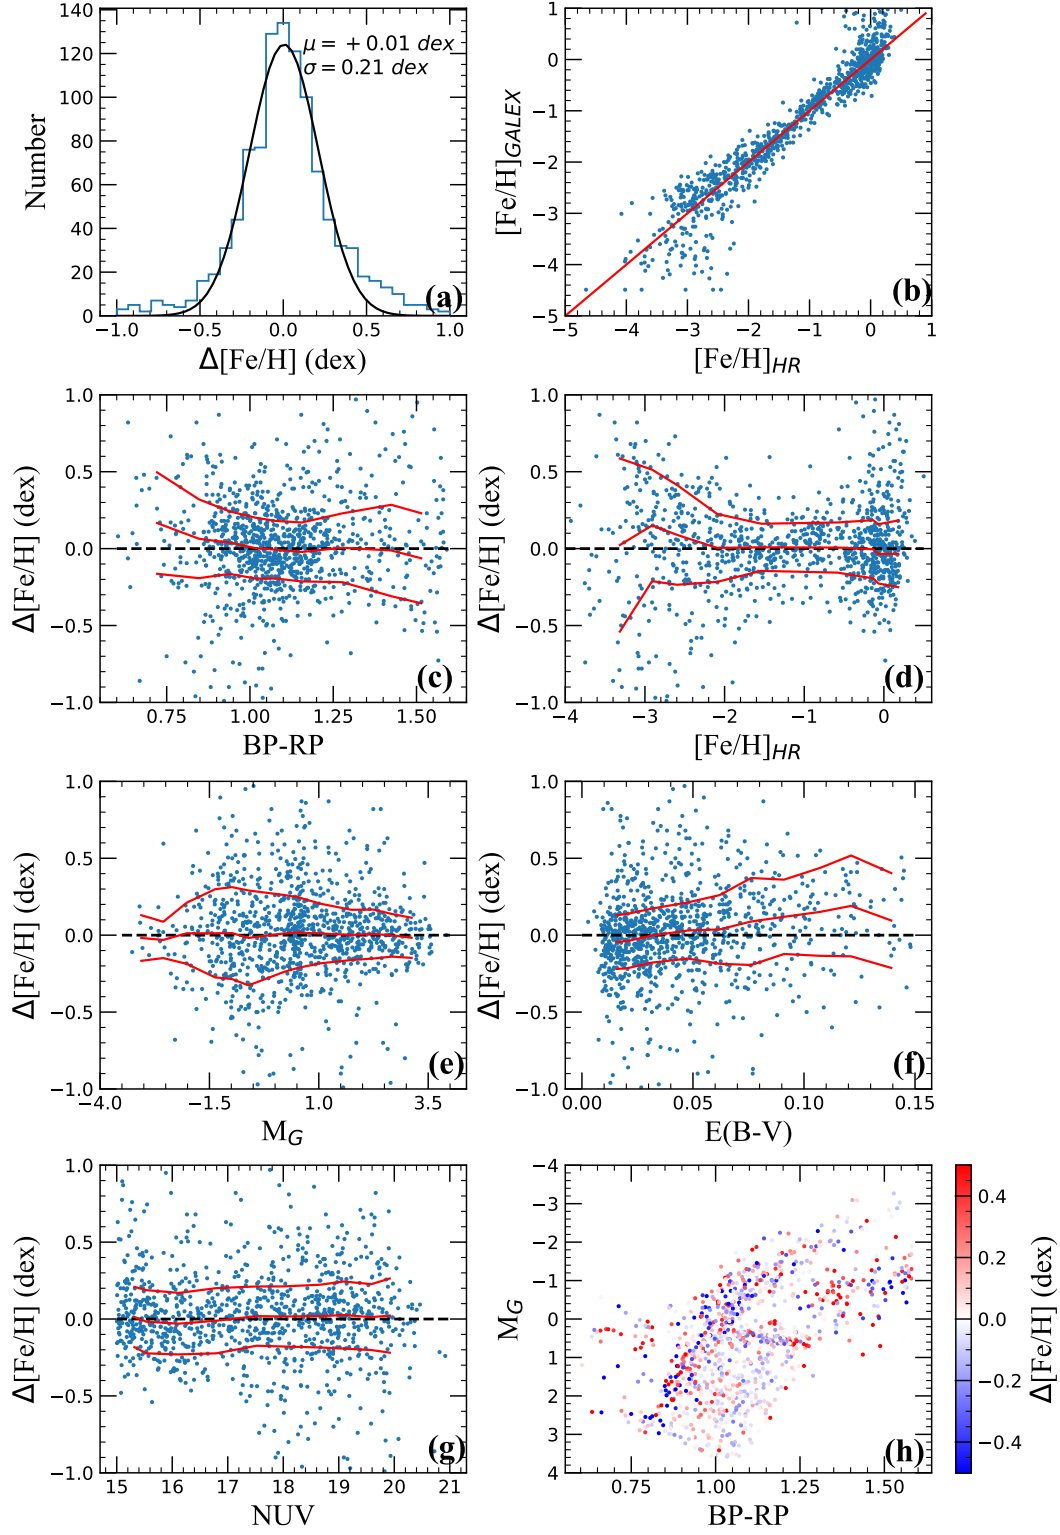 140
120
100
80
60
40
20
0
Number
μ = +0.01 dex
σ = 0.21 dex
(a)
−1.0 −0.5 0.0 0.5 1.0
Δ[Fe/H] (dex)
1
0
−1
−2
−3
−4
−5
[Fe/H]GALEX
(b)
−5 −4 −3 −2 −1 0 1
[Fe/H]HR
1.0
0.5
0.0
−0.5
−1.0
Δ[Fe/H] (dex)
(c)
0.75 1.00 1.25 1.50
BP-RP
1.0
0.5
0.0
−0.5
−1.0
Δ[Fe/H] (dex)
(d)
−4 −3 −2 −1 0
[Fe/H]HR
1.0
0.5
0.0
−0.5
−1.0
Δ[Fe/H] (dex)
(e)
−4.0 −1.5 1.0 3.5
MG
1.0
0.5
0.0
−0.5
−1.0
Δ[Fe/H] (dex)
(f)
0.00 0.05 0.10 0.15
E(B-V)
1.0
0.5
0.0
−0.5
−1.0
Δ[Fe/H] (dex)
(g)
15 16 17 18 19 20 21
NUV
−4
−3
−2
−1
0
1
2
3
4
MG
(h)
0.75 1.00 1.25 1.50
BP-RP
0.4
0.2
0.0
−0.2
−0.4
Δ[Fe/H] (dex)